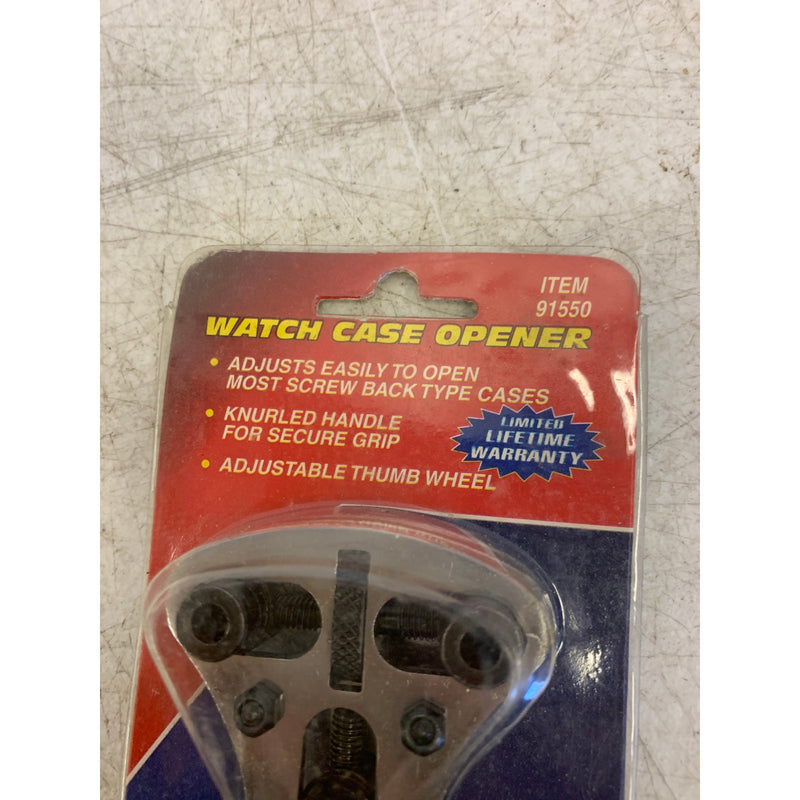 ITEM
91550
WATCH CASE OPENER
• ADJUSTS EASILY TO OPEN
MOST SCREW BACK TYPE CASES
• KNURLED HANDLE
FOR SECURE GRIP
• ADJUSTABLE THUMB WHEEL
LIMITED
LIFETIME
WARRANTY